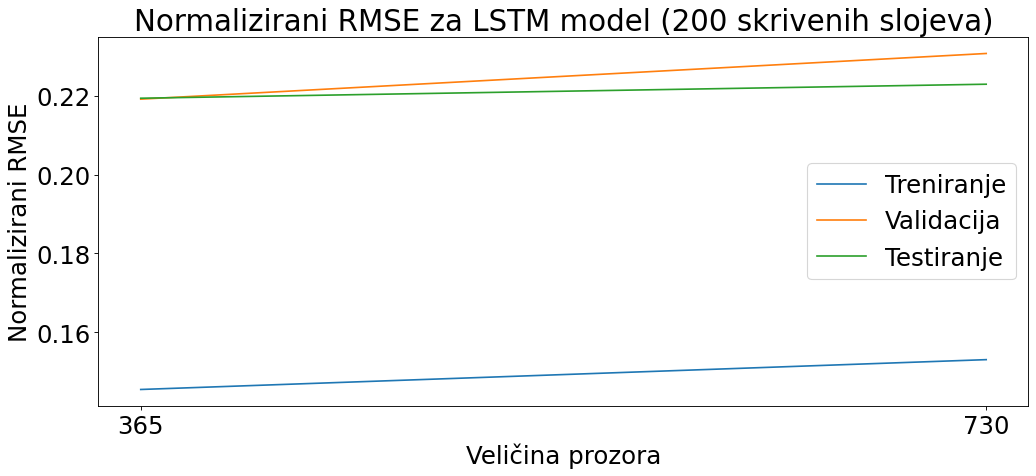 Normalizirani RMSE za LSTM model (200 skrivenih slojeva)
Normalizirani RMSE
0.22
0.20
0.18
0.16
Treniranje
Validacija
Testiranje
365
730
Veličina prozora